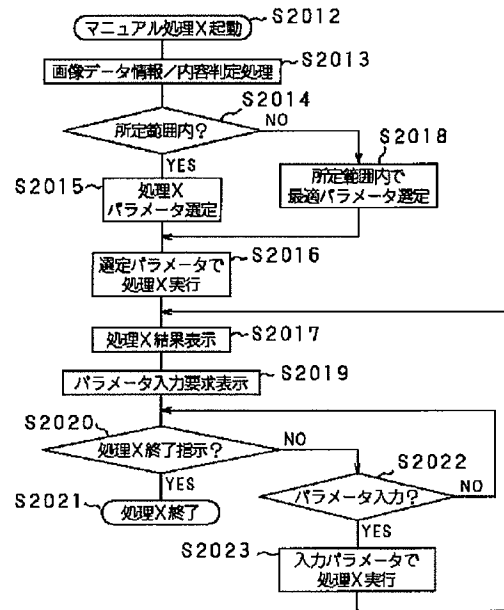 マニュアル処理X起動
S2012
画像データ情報/内容判定処理
S2013
所定範囲内?
S2014
NO
YES
S2015
処理X
パラメータ選定
S2018
所定範囲内で
最適パラメータ選定
選定パラメータで
処理X実行
S2016
処理X結果表示
S2017
パラメータ入力要求表示
S2019
S2020
処理X終了指示?
NO
YES
S2021
処理X終了
S2022
パラメータ入力?
NO
YES
S2023
入力パラメータで
処理X実行